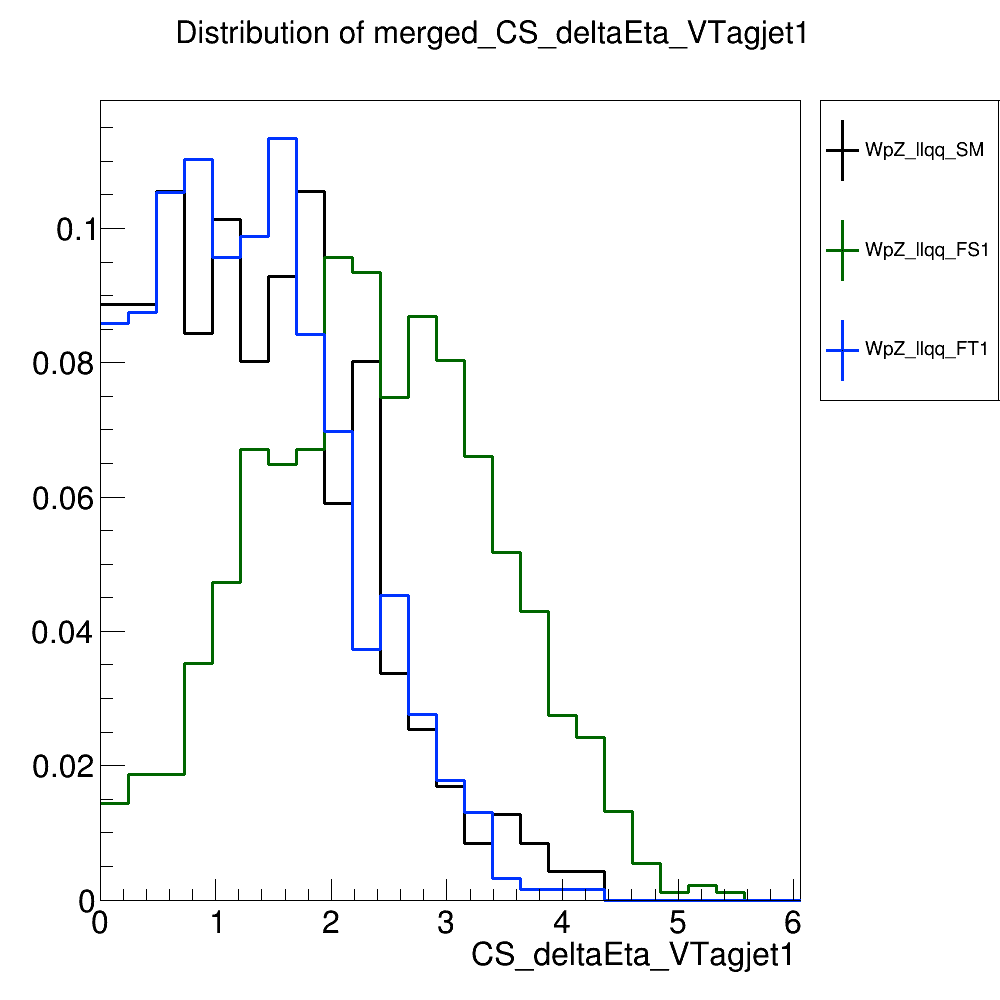 Distribution of merged_CS_deltaEta_VTagjet1
WpZ_llqq_SM
WpZ_llqq_FS1
WpZ_llqq_FT1
0.1
0.08
0.06
0.04
0.02
0
0 1 2 3 4 5 6
CS_deltaEta_VTagjet1